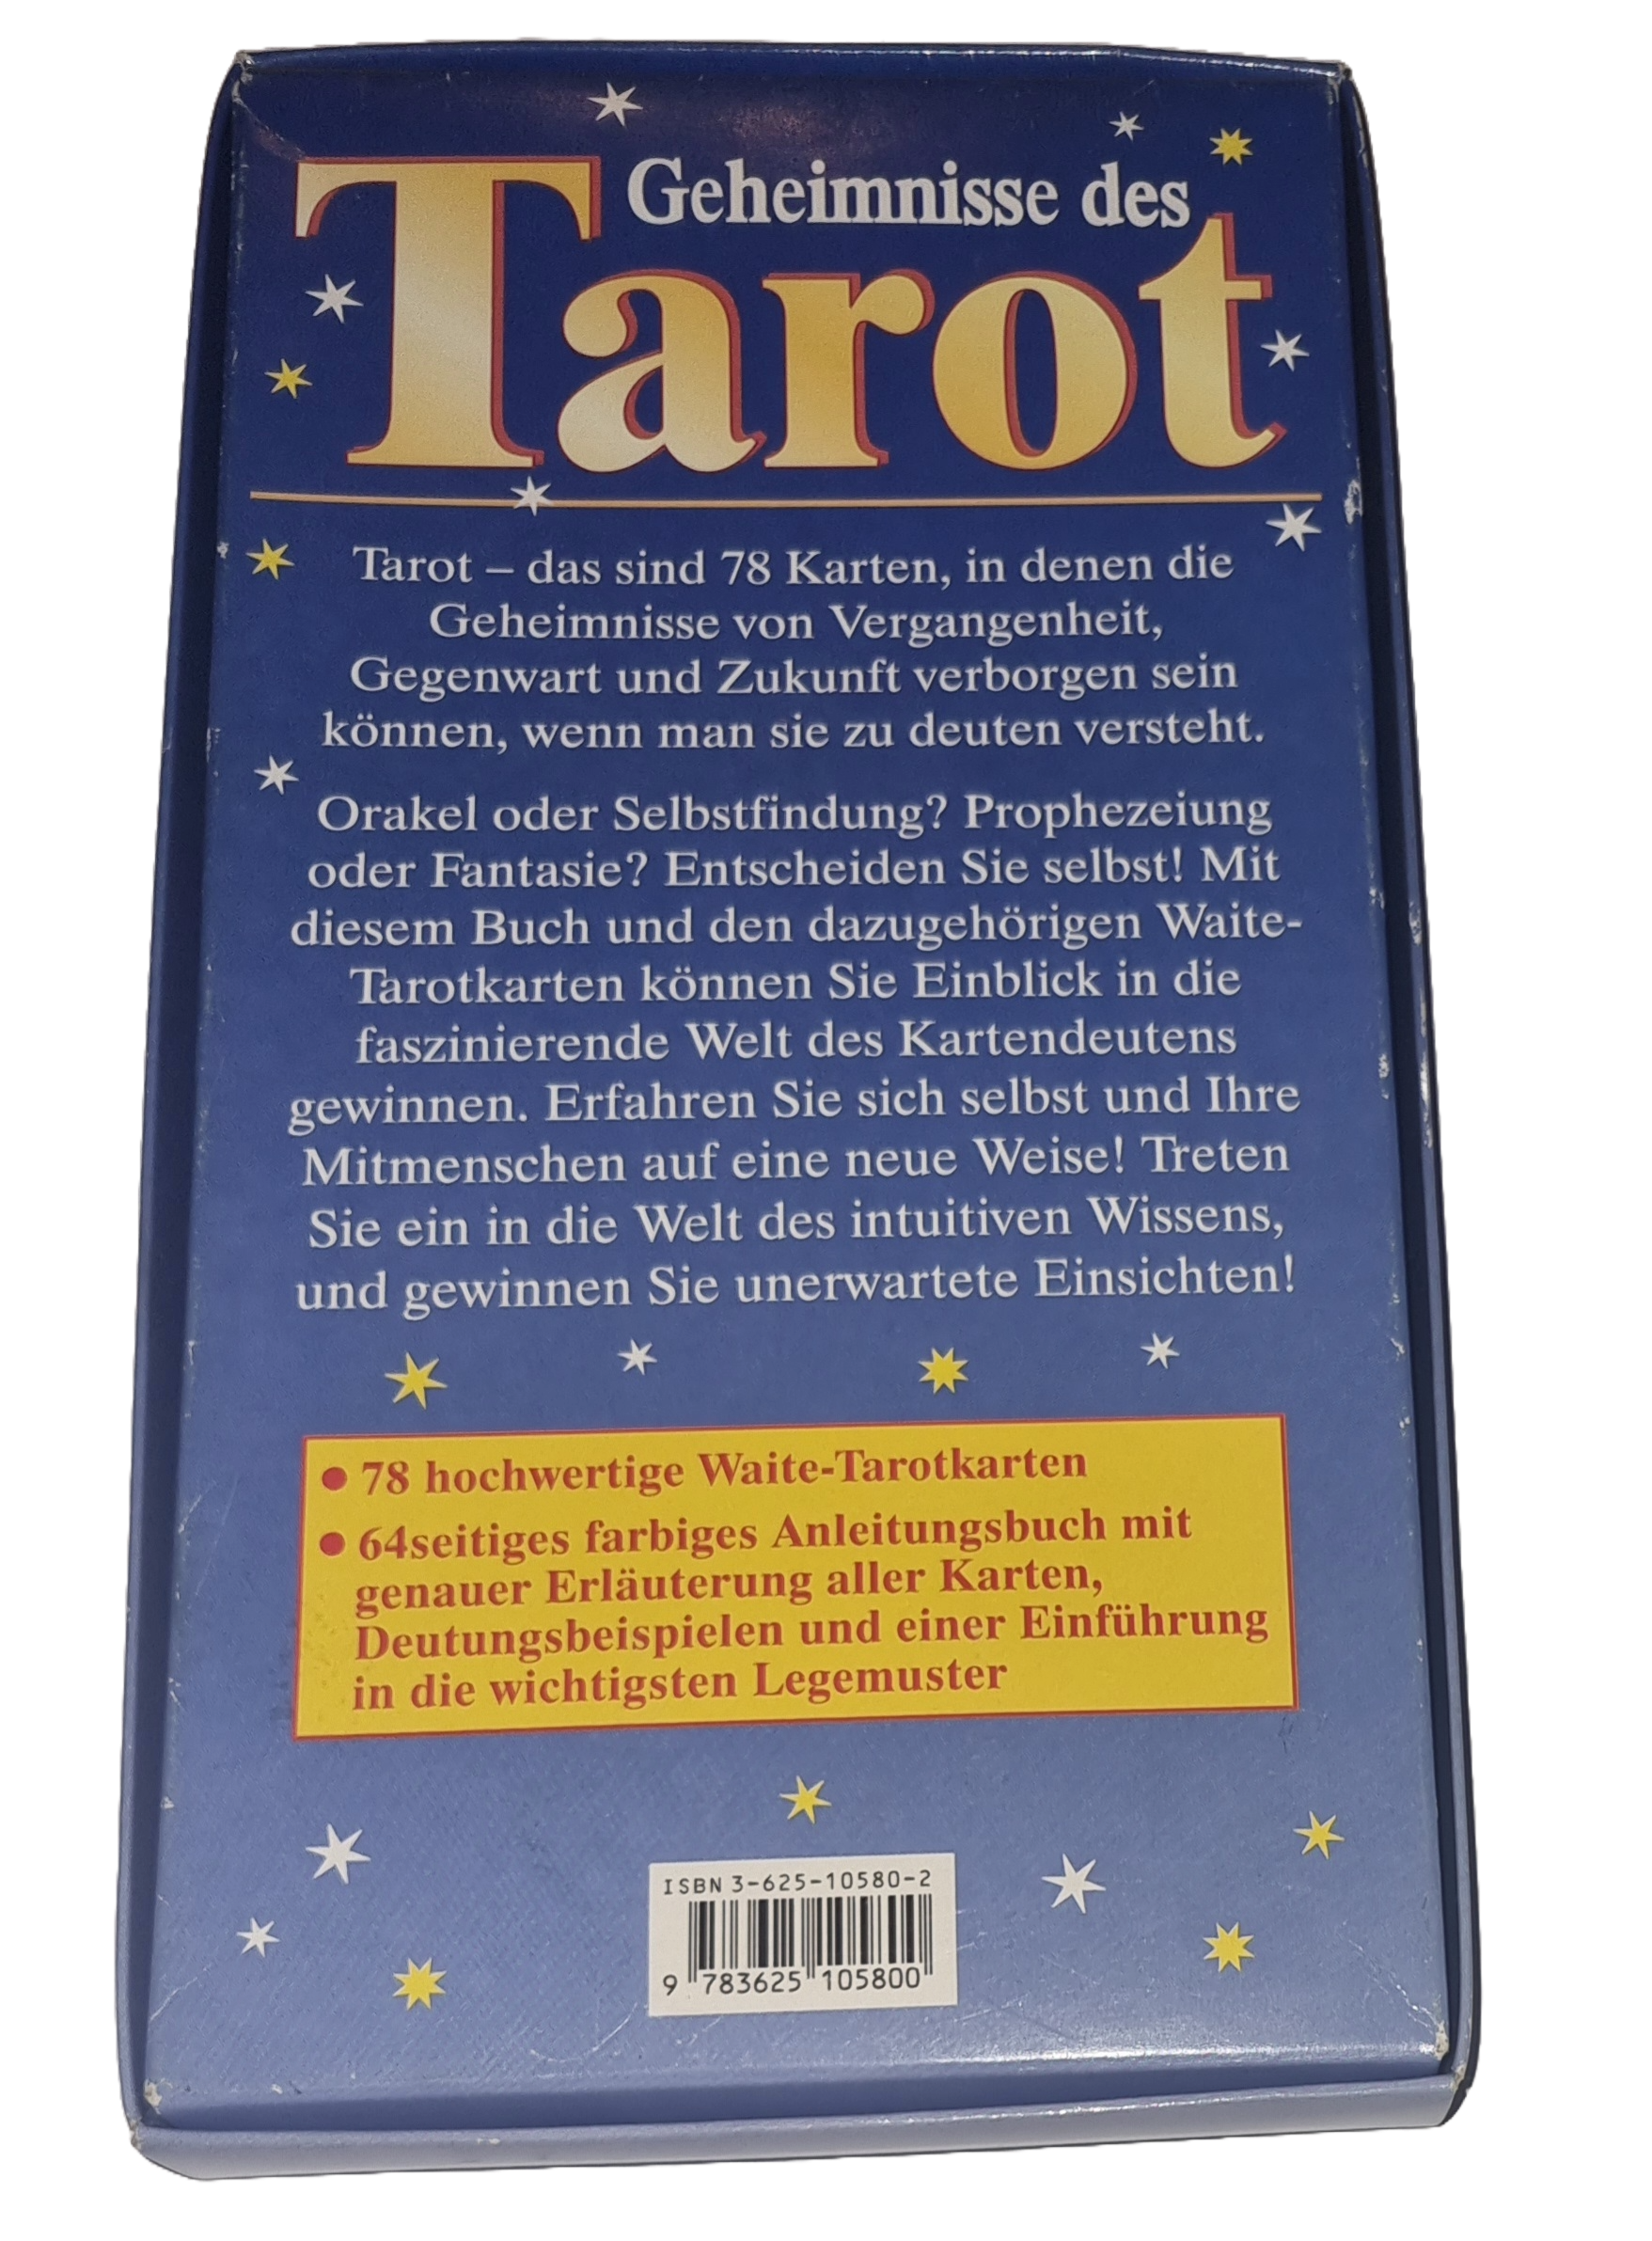 Geheimnisse des
Tarot
Tarot – das sind 78 Karten, in denen die
Geheimnisse von Vergangenheit,
Gegenwart und Zukunft verborgen sein
können, wenn man sie zu deuten versteht.
Orakel oder Selbstfindung? Prophezeiung
oder Fantasie? Entscheiden Sie selbst! Mit
diesem Buch und den dazugehörigen Waite-
Tarotkarten können Sie Einblick in die
faszinierende Welt des Kartendeutens
gewinnen. Erfahren Sie sich selbst und Ihre
Mitmenschen auf eine neue Weise! Treten
Sie ein in die Welt des intuitiven Wissens,
und gewinnen Sie unerwartete Einsichten!
• 78 hochwertige Waite-Tarotkarten
• 64seitiges farbiges Anleitungsbuch mit
genauer Erläuterung aller Karten,
Deutungsbeispielen und einer Einführung
in die wichtigsten Legemuster
ISBN 3-625-10580-2
9 783625 105800